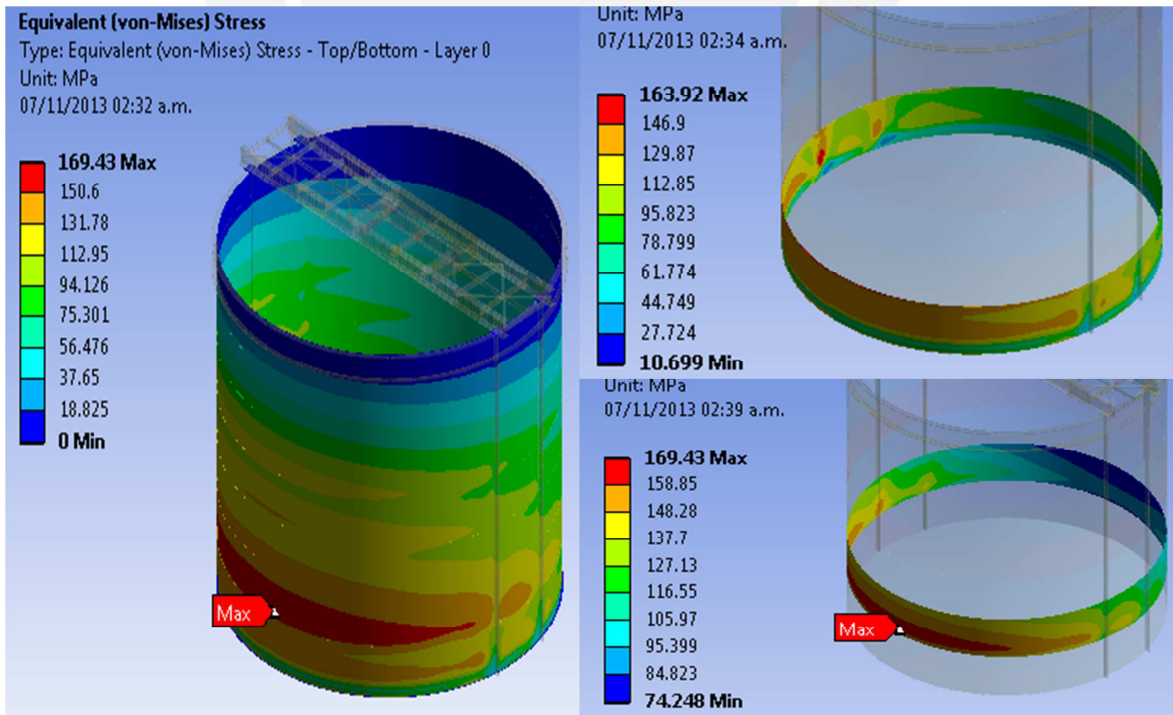 Equivalent (von-Mises) Stress
Type: Equivalent (von-Mises) Stress - Top/Bottom - Layer 0
Unit: MPa
07/11/2013 02:32 a.m.
169.43 Max
150.6
131.78
112.95
94.126
75.301
56.476
37.65
18.825
0 Min
Max
Unit: MPa
07/11/2013 02:34 a.m.
163.92 Max
146.9
129.87
112.85
95.823
78.799
61.774
44.749
27.724
10.699 Min
Unit: MPa
07/11/2013 02:39 a.m.
169.43 Max
158.85
148.28
137.7
127.13
116.55
105.97
95.399
84.823
74.248 Min
Max